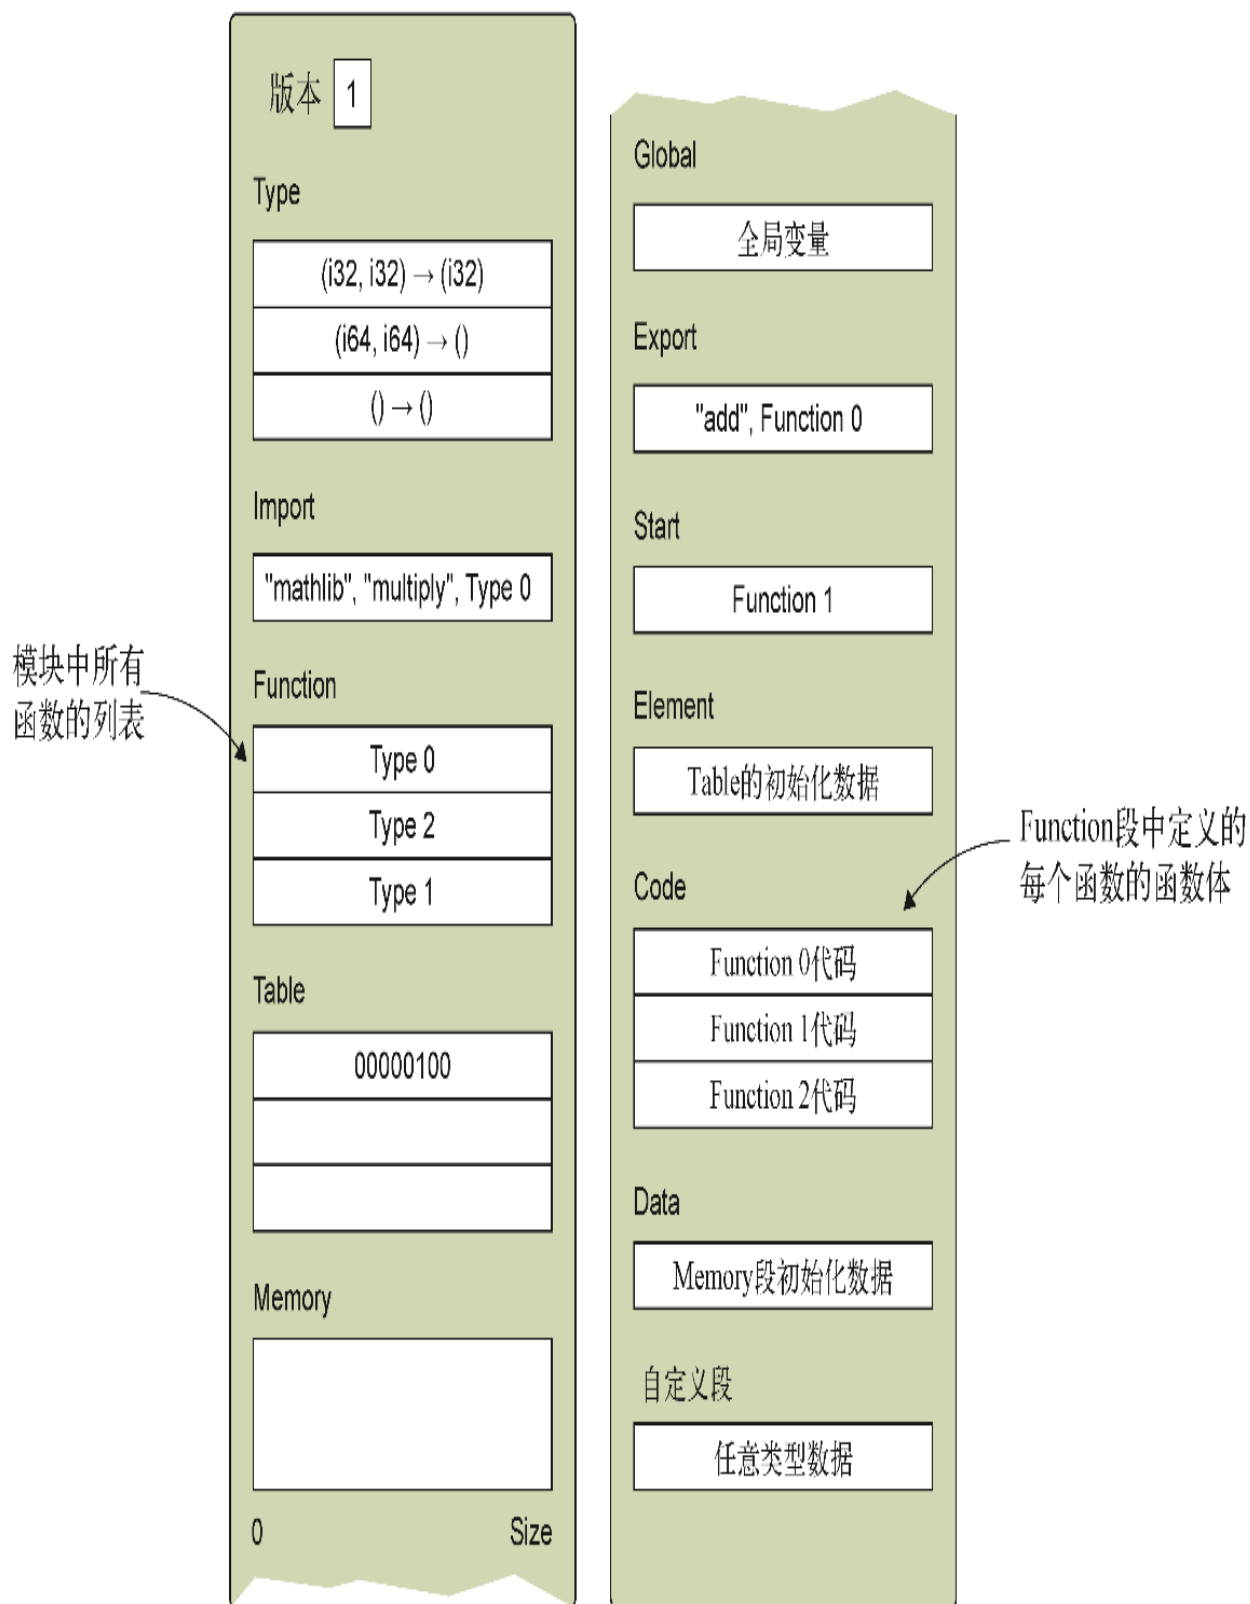 版本 1
Type
(i32, i32) → (i32)
(i64, i64) → ()
() → ()
Import
"mathlib", "multiply", Type 0
模块中所有
函数的列表
Function
Type 0
Type 2
Type 1
Table
00000100
Memory
0 Size
Global
全局变量
Export
"add", Function 0
Start
Function 1
Element
Table的初始化数据
Function段中定义的
每个函数的函数体
Code
Function 0代码
Function 1代码
Function 2代码
Data
Memory段初始化数据
自定义段
任意类型数据